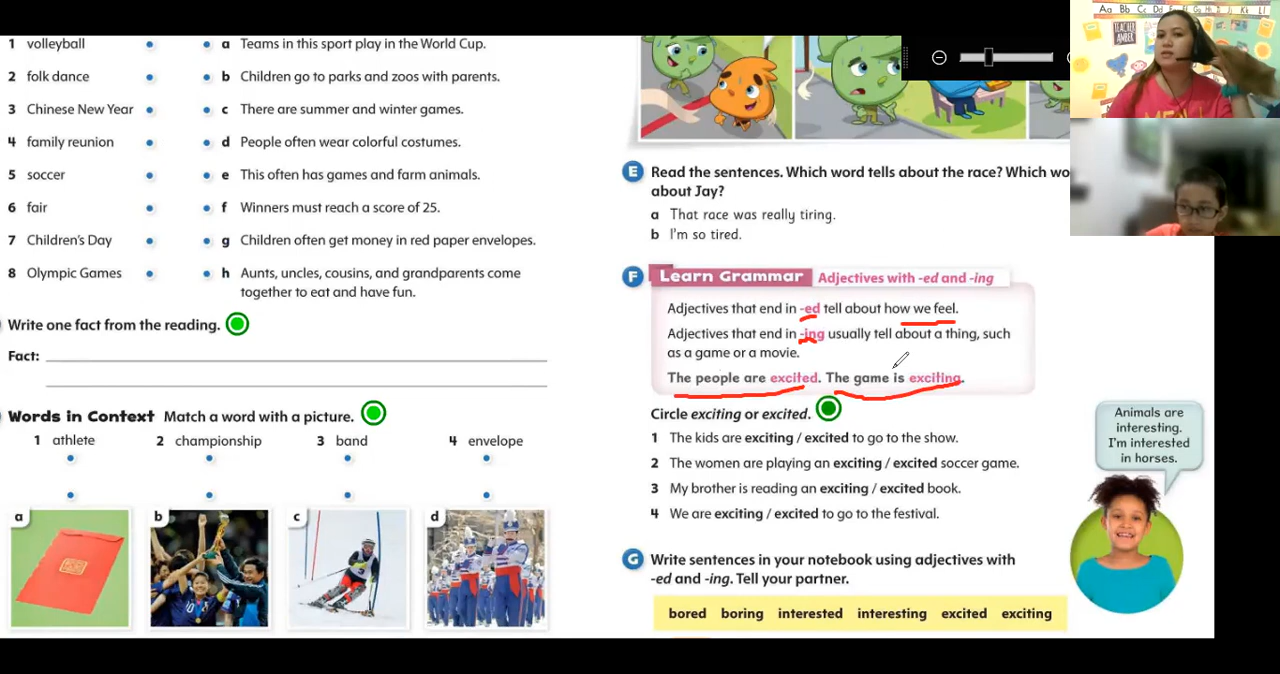 1 volleyball
2 folk dance
3 Chinese New Year
4 family reunion
5 soccer
6 fair
7 Children's Day
8 Olympic Games
a Teams in this sport play in the World Cup.
b Children go to parks and zoos with parents.
c There are summer and winter games.
d People often wear colorful costumes.
e This often has games and farm animals.
f Winners must reach a score of 25.
g Children often get money in red paper envelopes.
h Aunts, uncles, cousins, and grandparents come
together to eat and have fun.
Write one fact from the reading.
Fact:
Words in Context Match a word with a picture.
1 athlete 2 championship 3 band 4 envelope
a b c d
10
E Read the sentences. Which word tells about the race? Which
about Jay?
a That race was really tiring.
b I'm so tired.
F Learn Grammar Adjectives with -ed and -ing
Adjectives that end in -ed tell about how we feel.
Adjectives that end in -ing usually tell about a thing, such
as a game or a movie.
The people are excited. The game is exciting.
Circle exciting or excited.
1 The kids are exciting / excited to go to the show.
2 The women are playing an exciting / excited soccer game.
3 My brother is reading an exciting / excited book.
4 We are exciting / excited to go to the festival.
Animals are
interesting.
I'm interested
in horses.
G Write sentences in your notebook using adjectives with
-ed and -ing. Tell your partner.
bored boring interested interesting excited exciting
Aa Bb Cc Dd
Kk Ll
TEACHER
AMBER